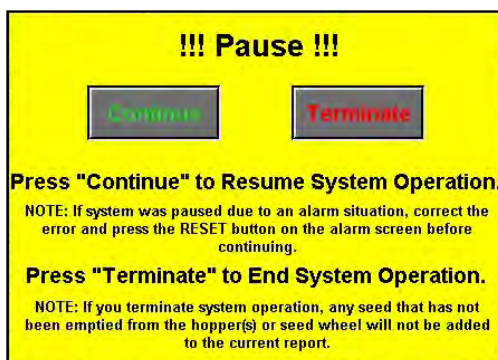 !!! Pause !!!
Continue Terminate
Press "Continue" to Resume System Operation.
NOTE: If system was paused due to an alarm situation, correct the
error and press the RESET button on the alarm screen before
continuing.
Press "Terminate" to End System Operation.
NOTE: If you terminate system operation, any seed that has not
been emptied from the hopper(s) or seed wheel will not be added
to the current report.